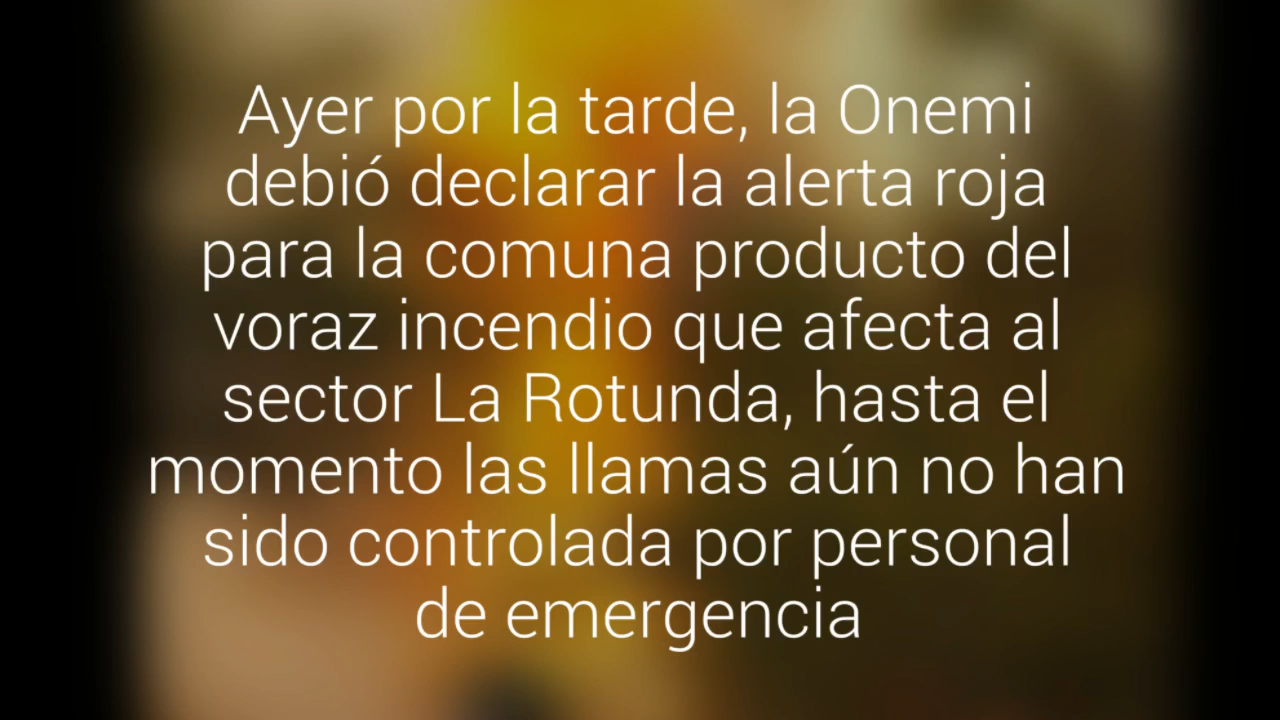 Ayer por la tarde, la Onemi
debió declarar la alerta roja
para la comuna producto del
voraz incendio que afecta al
sector La Rotunda, hasta el
momento las llamas aún no han
sido controlada por personal
de emergencia